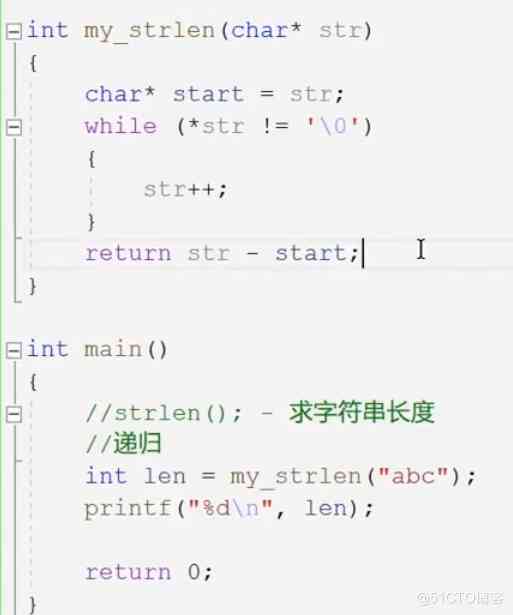 int my_strlen(char* str)
{
    char* start = str;
    while (*str != '\0')
    {
        str++;
    }
    return str - start;
}
int main()
{
    //strlen(); - 求字符串长度
    //递归
    int len = my_strlen("abc");
    printf("%d\n", len);
    return 0;
}
@51CTO博客